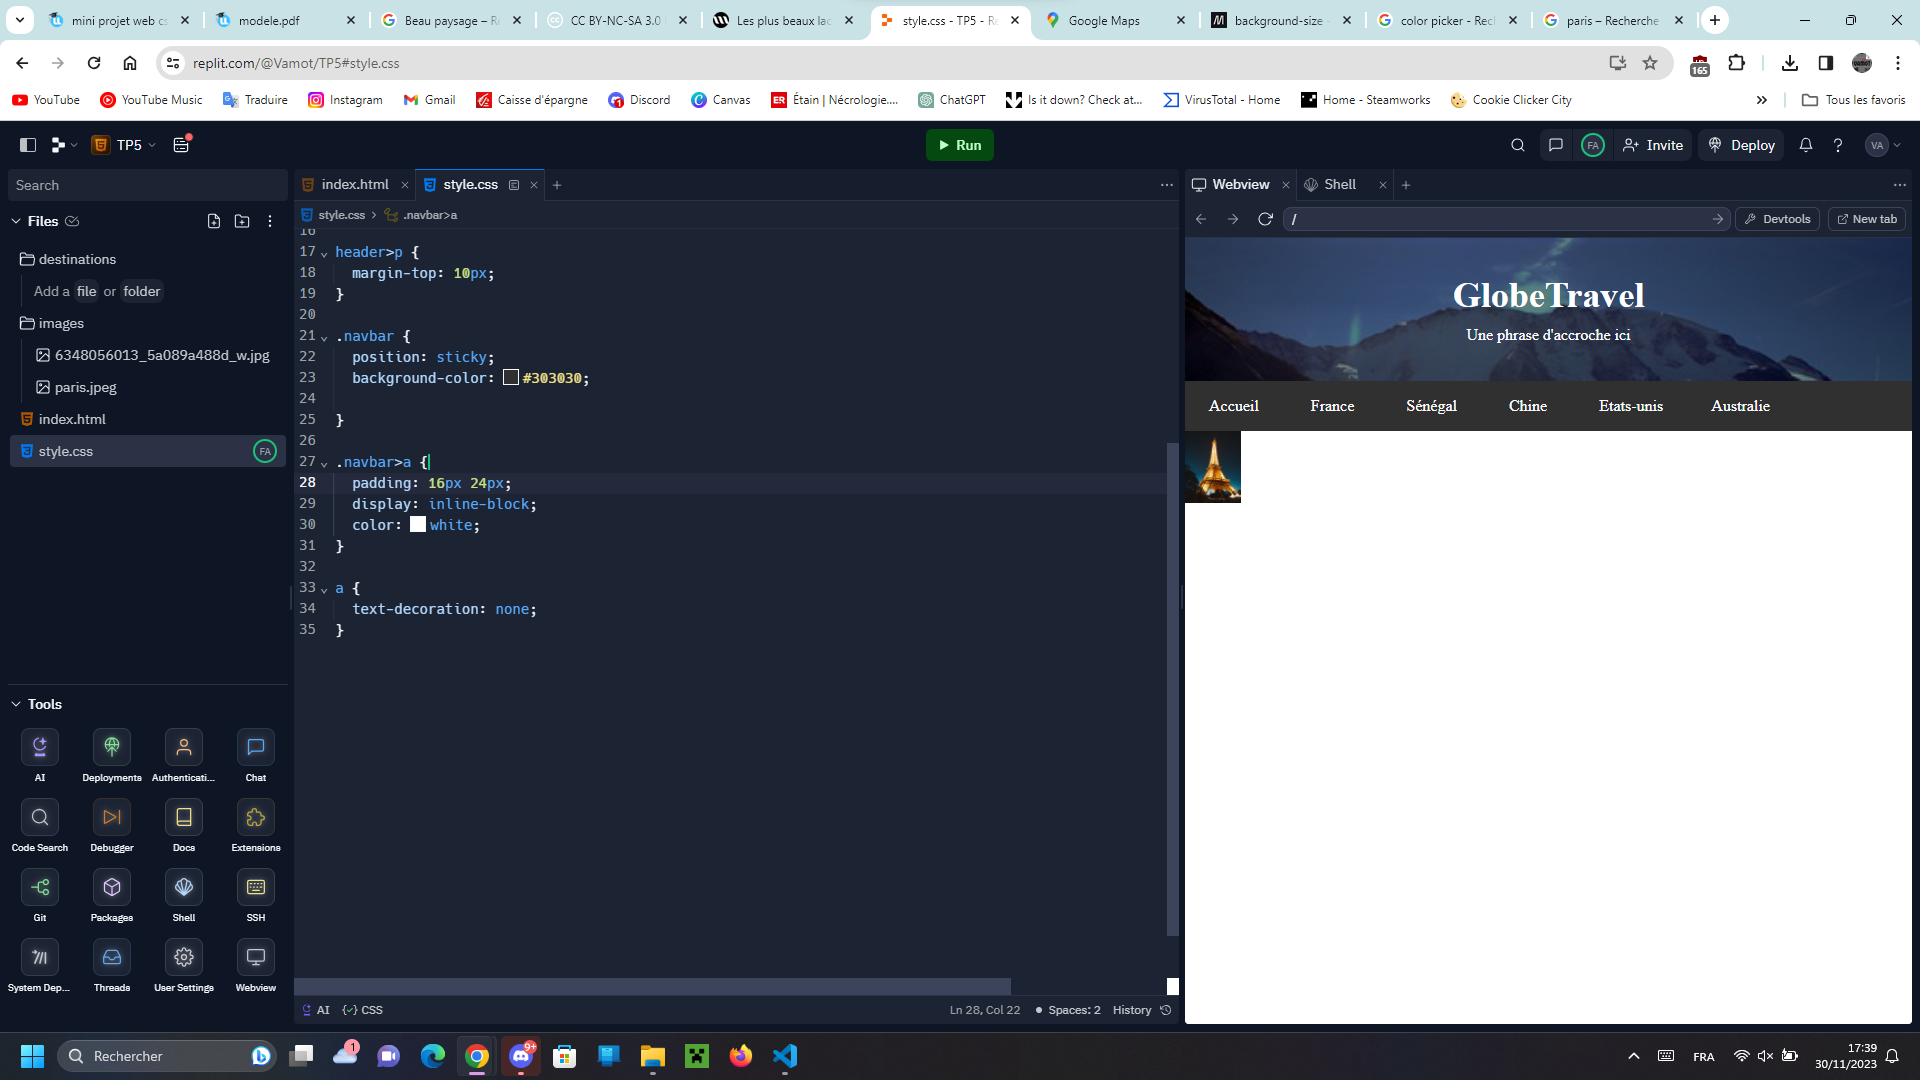 mini projet web cs
modele.pdf
Beau paysage – R
CC BY-NC-SA 3.0
Les plus beaux lac
style.css - TP5 - Re
Google Maps
background-size -
color picker - Rech
paris – Recherche
replit.com/@Vamot/TP5#style.css
165
YouTube
YouTube Music
Traduire
Instagram
Gmail
Caisse d'épargne
Discord
Canvas
Étain | Nécrologie....
ChatGPT
Is it down? Check at...
VirusTotal - Home
Home - Steamworks
Cookie Clicker City
Tous les favoris
TP5
Run
FA
Invite
Deploy
VA
Search
Files
destinations
Add a file or folder
images
6348056013_5a089a488d_w.jpg
paris.jpeg
index.html
style.css
FA
Tools
AI
Deployments
Authenticati...
Chat
Code Search
Debugger
Docs
Extensions
Git
Packages
Shell
SSH
System Dep...
Threads
User Settings
Webview
index.html
style.css
style.css > .navbar>a
16
17 header>p {
18 margin-top: 10px;
19 }
20
21 .navbar {
22 position: sticky;
23 background-color: #303030;
24
25 }
26
27 .navbar>a {
28 padding: 16px 24px;
29 display: inline-block;
30 color: white;
31 }
32
33 a {
34 text-decoration: none;
35 }
AI
CSS
Ln 28, Col 22
Spaces: 2
History
Webview
Shell
/
Devtools
New tab
GlobeTravel
Une phrase d'accroche ici
Accueil
France
Sénégal
Chine
Etats-unis
Australie
Rechercher
1
9+
FRA
17:39
30/11/2023